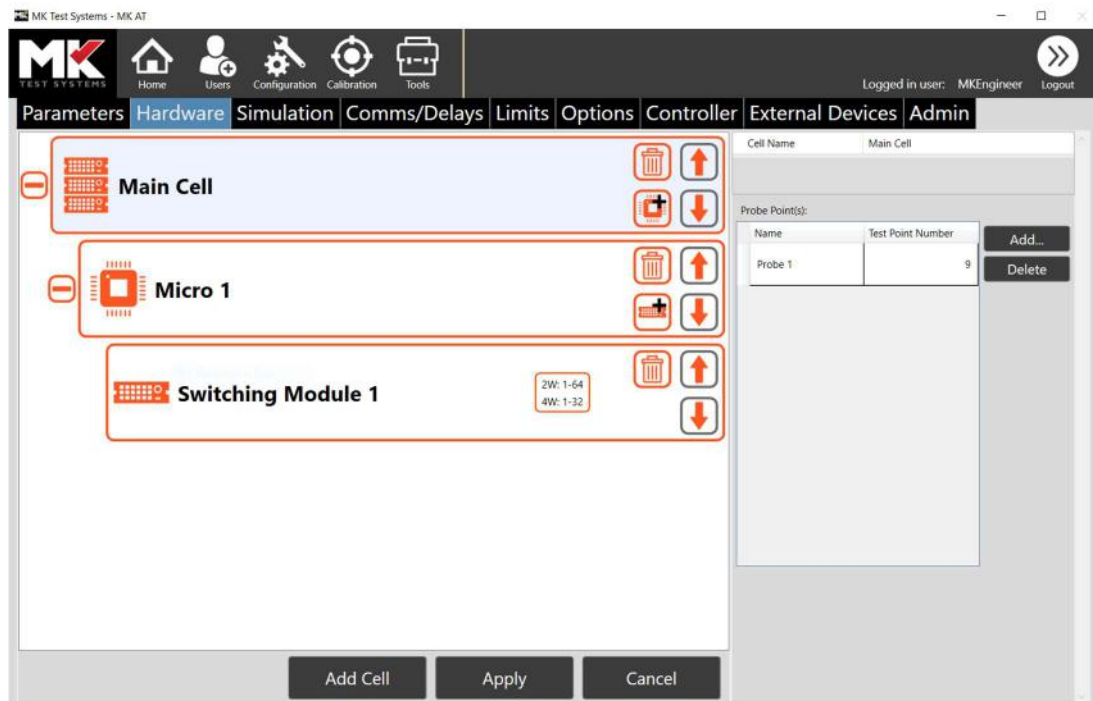 MK Test Systems - MK AT
MK
TEST SYSTEMS
Home
Users
Configuration
Calibration
Tools
Logged in user: MKEngineer
Logout
Parameters Hardware Simulation Comms/Delays Limits Options Controller External Devices Admin
Main Cell
Micro 1
Switching Module 1
2W: 1-64
4W: 1-32
Cell Name Main Cell
Probe Point(s):
Name Test Point Number
Probe 1 9
Add...
Delete
Add Cell Apply Cancel